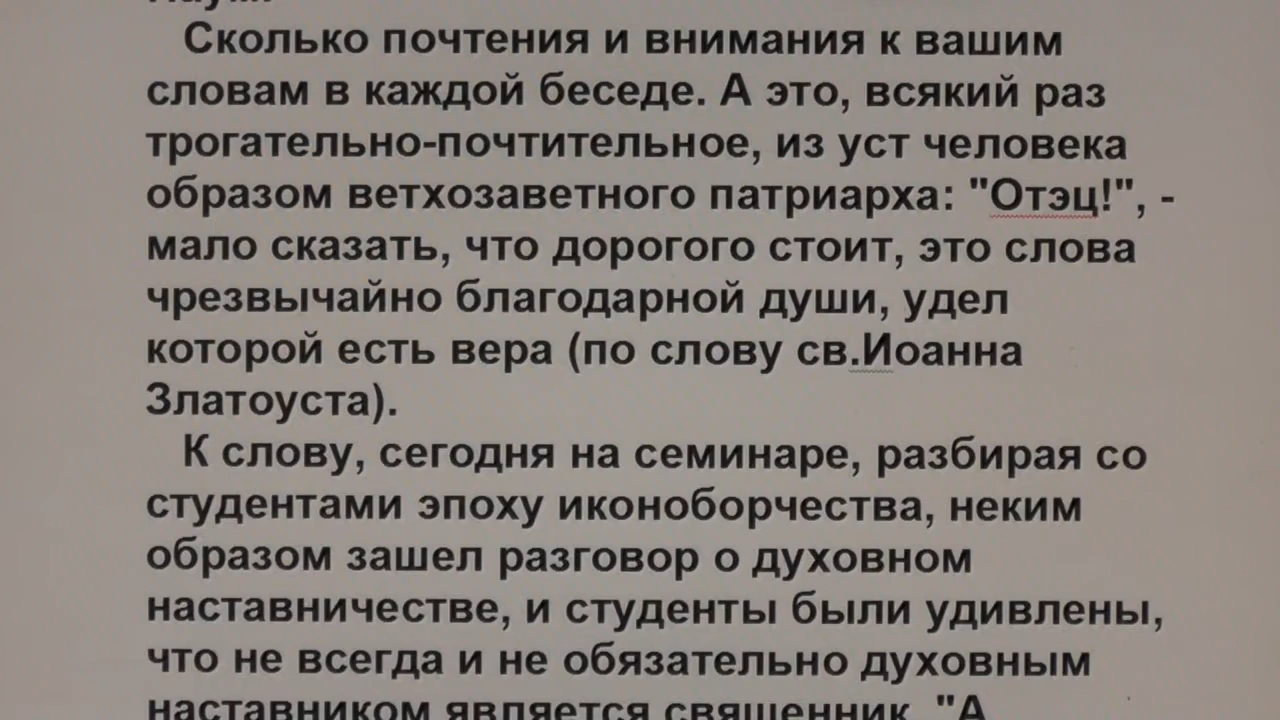 Сколько почтения и внимания к вашим
словам в каждой беседе. А это, всякий раз
трогательно-почтительное, из уст человека
образом ветхозаветного патриарха: "Отэц!", -
мало сказать, что дорогого стоит, это слова
чрезвычайно благодарной души, удел
которой есть вера (по слову св.Иоанна
Златоуста).
К слову, сегодня на семинаре, разбирая со
студентами эпоху иконоборчества, неким
образом зашел разговор о духовном
наставничестве, и студенты были удивлены,
что не всегда и не обязательно духовным
наставником является священник "А